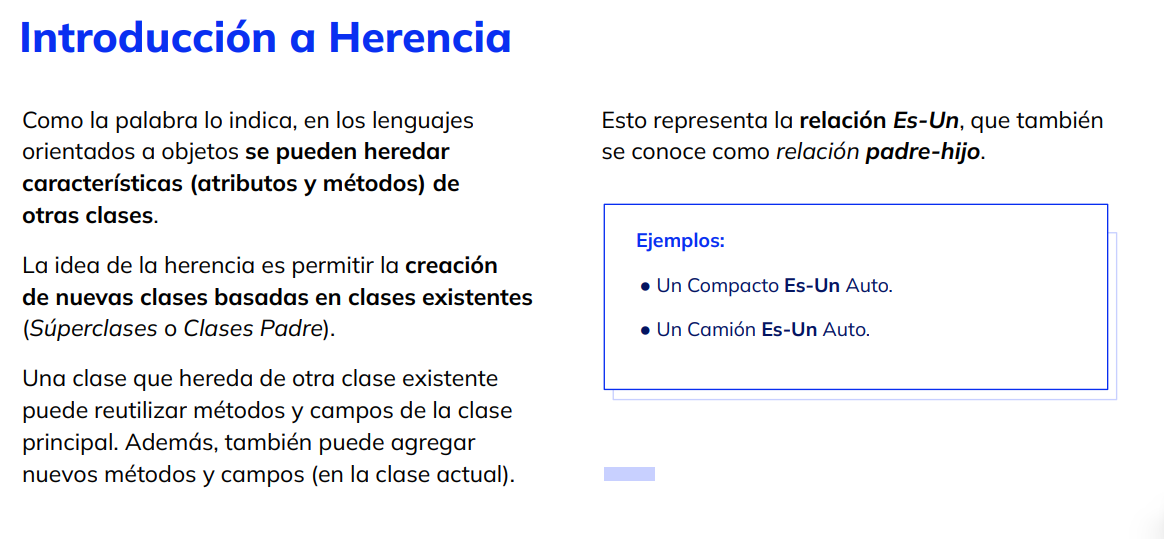 Introducción a Herencia
Como la palabra lo indica, en los lenguajes
orientados a objetos se pueden heredar
características (atributos y métodos) de
otras clases.
La idea de la herencia es permitir la creación
de nuevas clases basadas en clases existentes
(Súperclases o Clases Padre).
Una clase que hereda de otra clase existente
puede reutilizar métodos y campos de la clase
principal. Además, también puede agregar
nuevos métodos y campos (en la clase actual).
Esto representa la relación Es-Un, que también
se conoce como relación padre-hijo.
Ejemplos:
● Un Compacto Es-Un Auto.
● Un Camión Es-Un Auto.